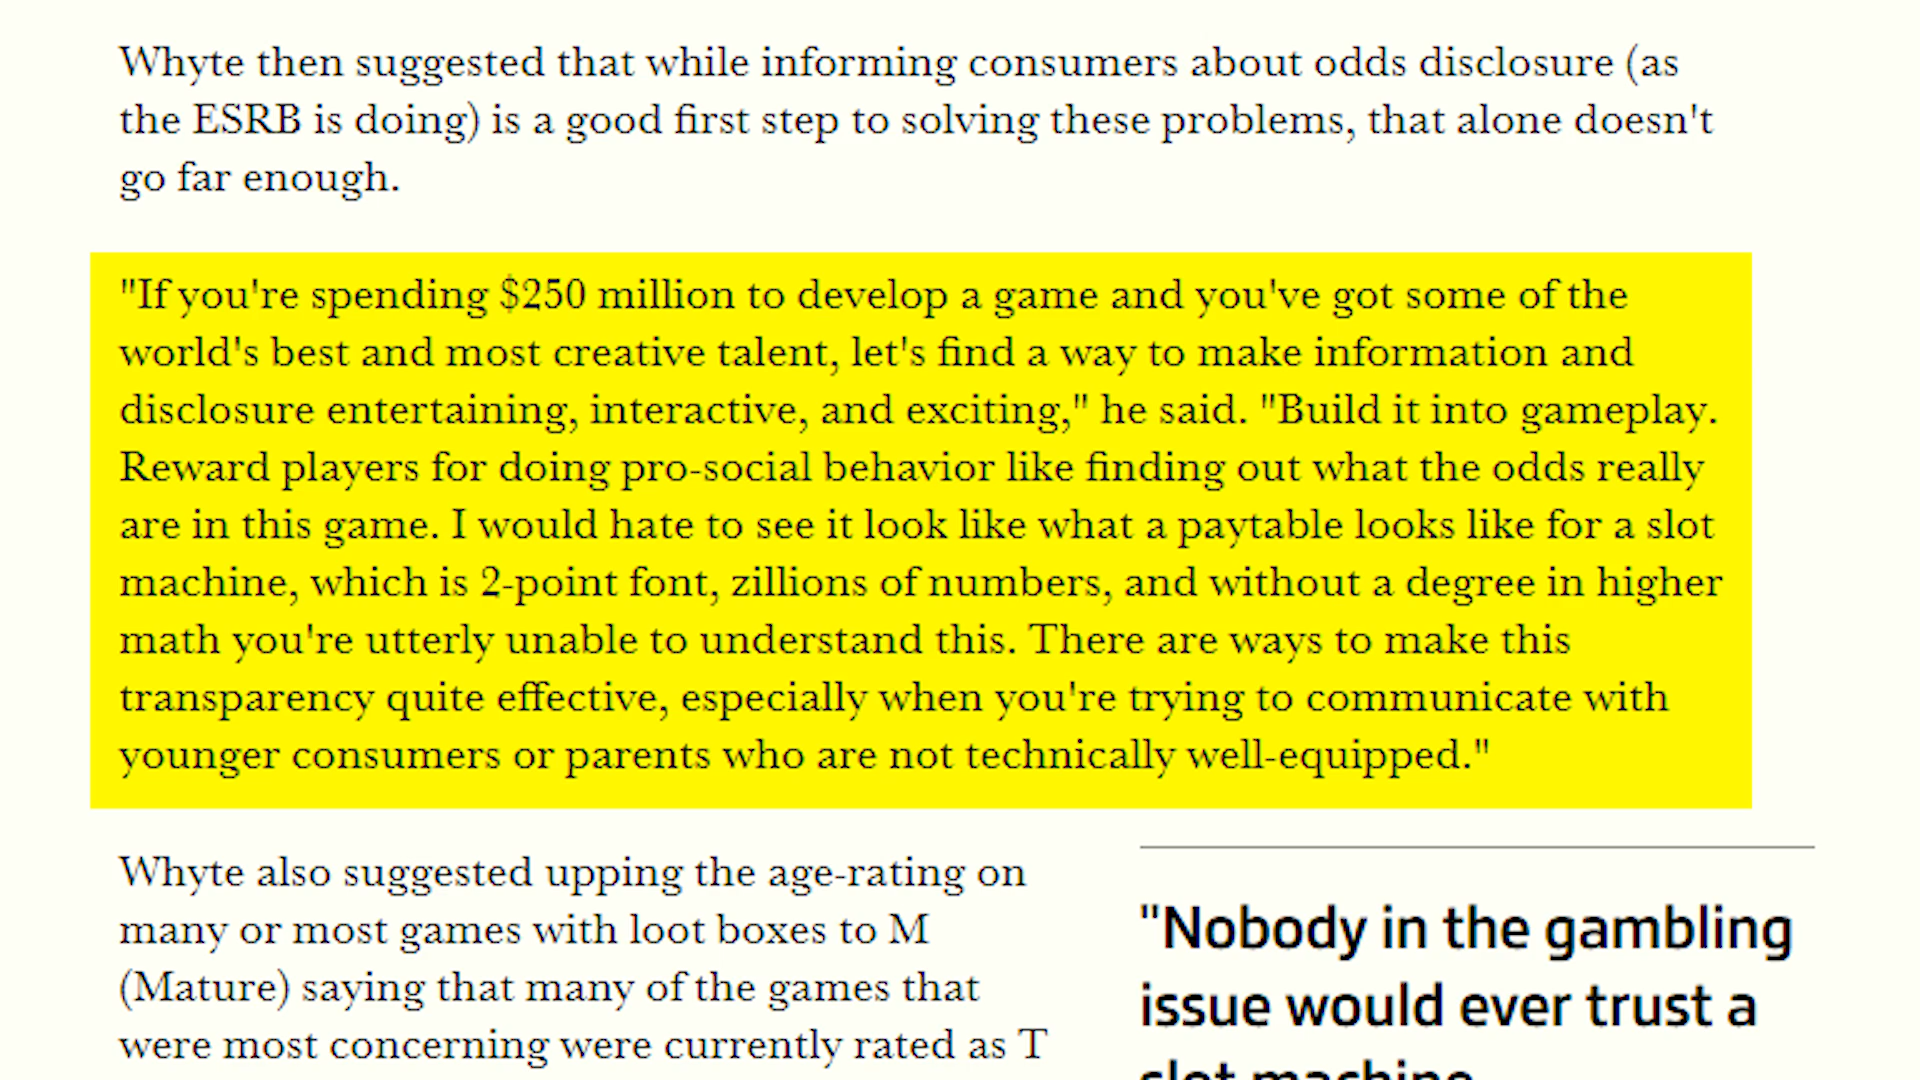 Whyte then suggested that while informing consumers about odds disclosure (as
the ESRB is doing) is a good first step to solving these problems, that alone doesn't
go far enough.
"If you're spending $250 million to develop a game and you've got some of the
world's best and most creative talent, let's find a way to make information and
disclosure entertaining, interactive, and exciting," he said. "Build it into gameplay.
Reward players for doing pro-social behavior like finding out what the odds really
are in this game. I would hate to see it look like what a paytable looks like for a slot
machine, which is 2-point font, zillions of numbers, and without a degree in higher
math you're utterly unable to understand this. There are ways to make this
transparency quite effective, especially when you're trying to communicate with
younger consumers or parents who are not technically well-equipped."
Whyte also suggested upping the age-rating on
many or most games with loot boxes to M
(Mature) saying that many of the games that
were most concerning were currently rated as T
"Nobody in the gambling
issue would ever trust a
slot machine